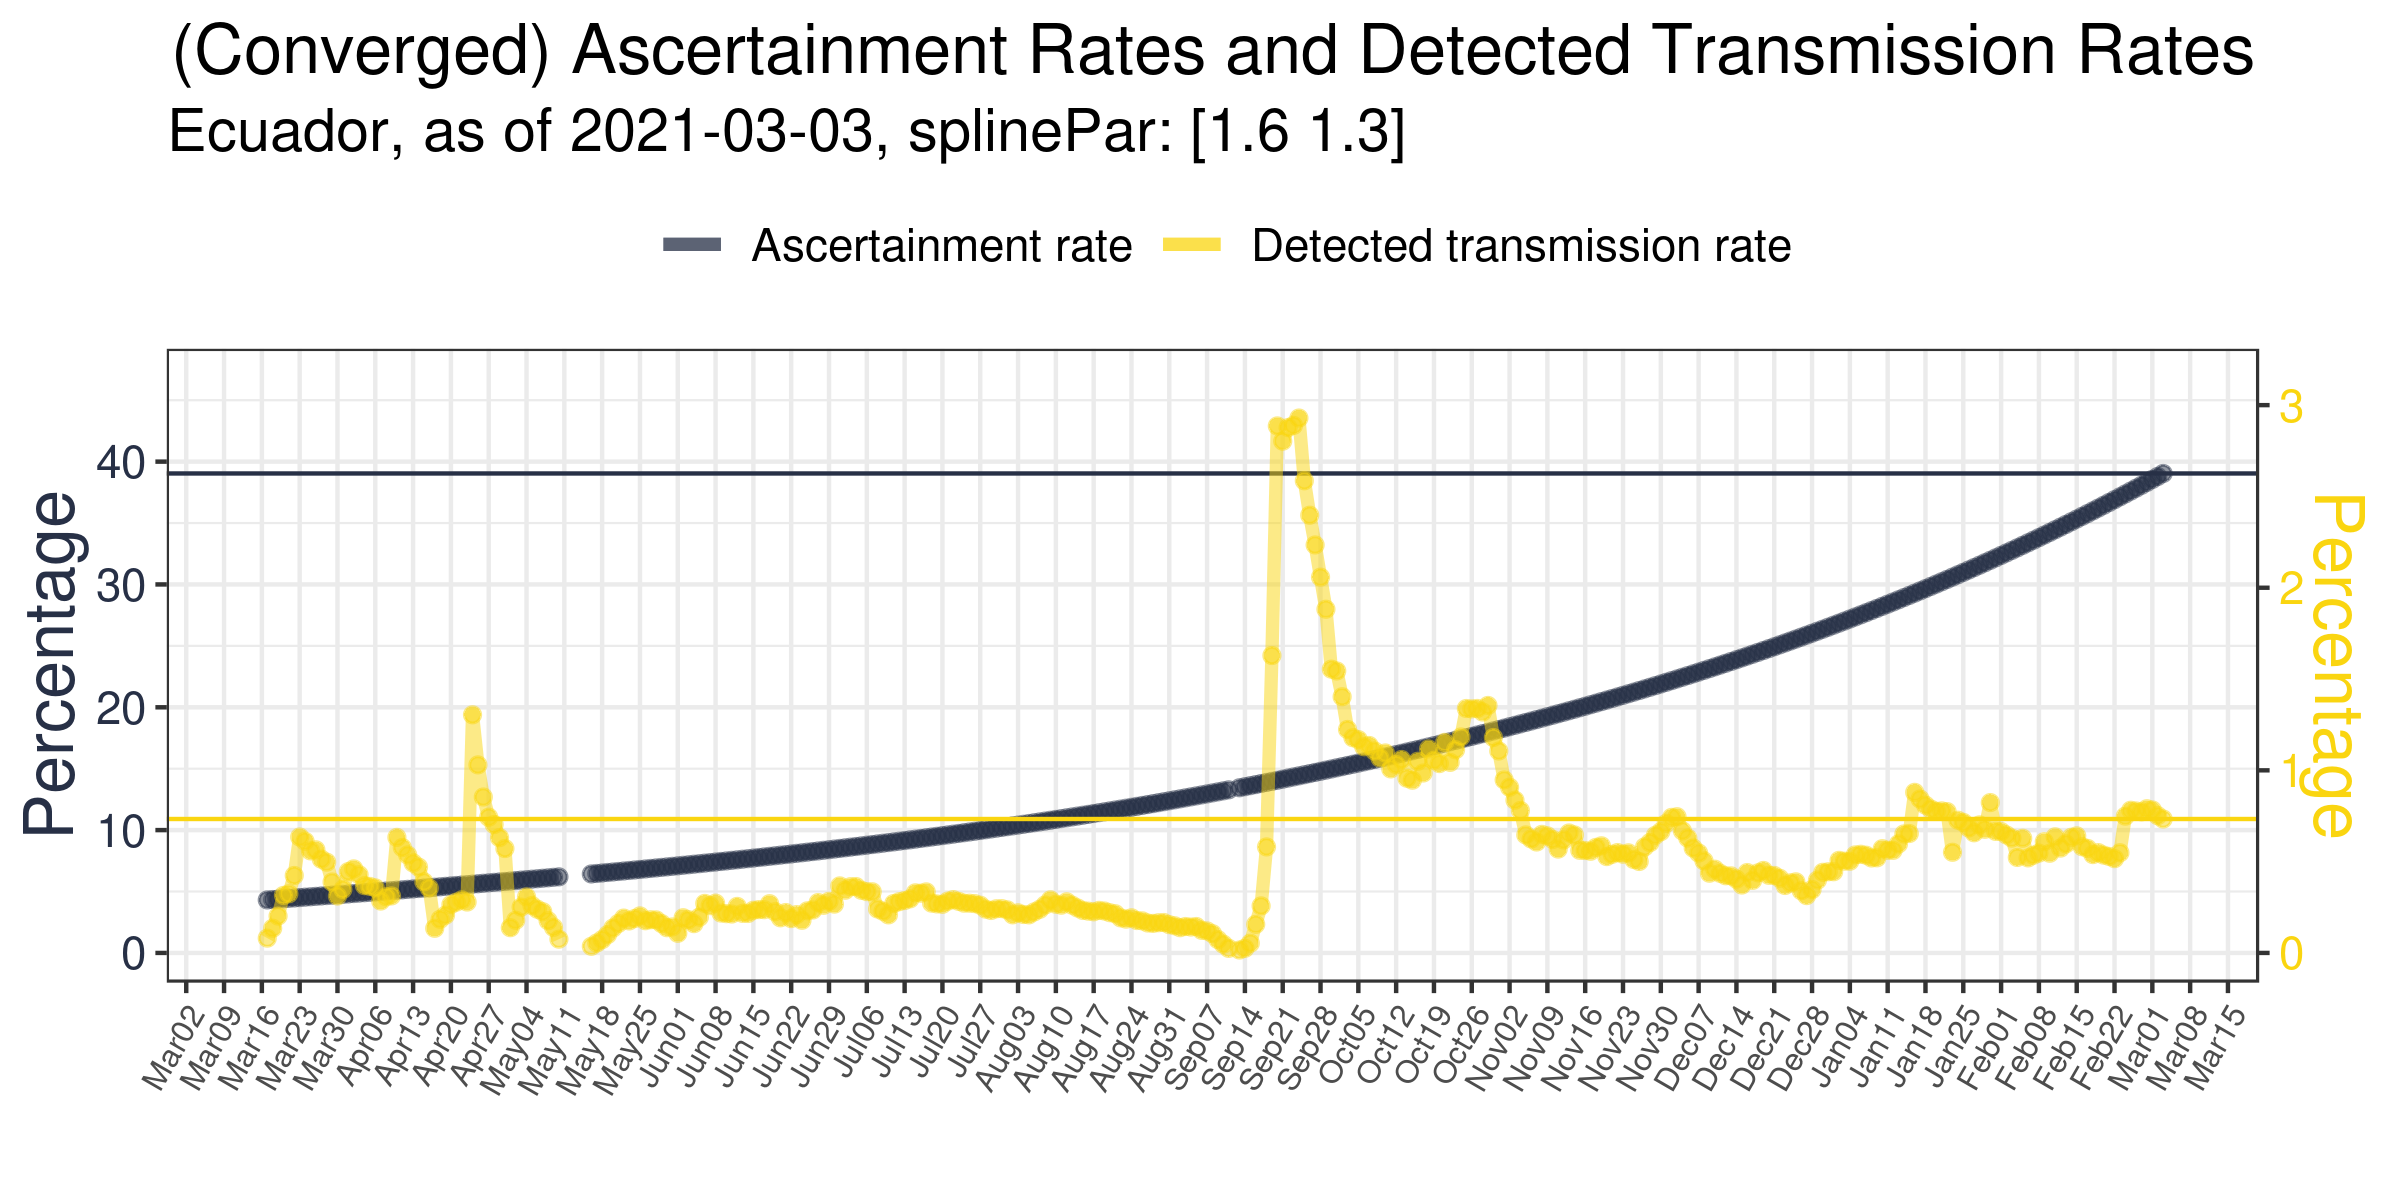 (Converged) Ascertainment Rates and Detected Transmission Rates
Ecuador, as of 2021-03-03, splinePar: [1.6 1.3]
Ascertainment rate Detected transmission rate
Percentage
40
30
20
10
0
3
2
1
0
Percentage
Mar02 Mar09 Mar16 Mar23 Mar30 Apr06 Apr13 Apr20 Apr27 May04 May11 May18 May25 Jun01 Jun08 Jun15 Jun22 Jun29 Jul06 Jul13 Jul20 Jul27 Aug03 Aug10 Aug17 Aug24 Aug31 Sep07 Sep14 Sep21 Sep28 Oct05 Oct12 Oct19 Oct26 Nov02 Nov09 Nov16 Nov23 Nov30 Dec07 Dec14 Dec21 Dec28 Jan04 Jan11 Jan18 Jan25 Feb01 Feb08 Feb15 Feb22 Mar01 Mar08 Mar15